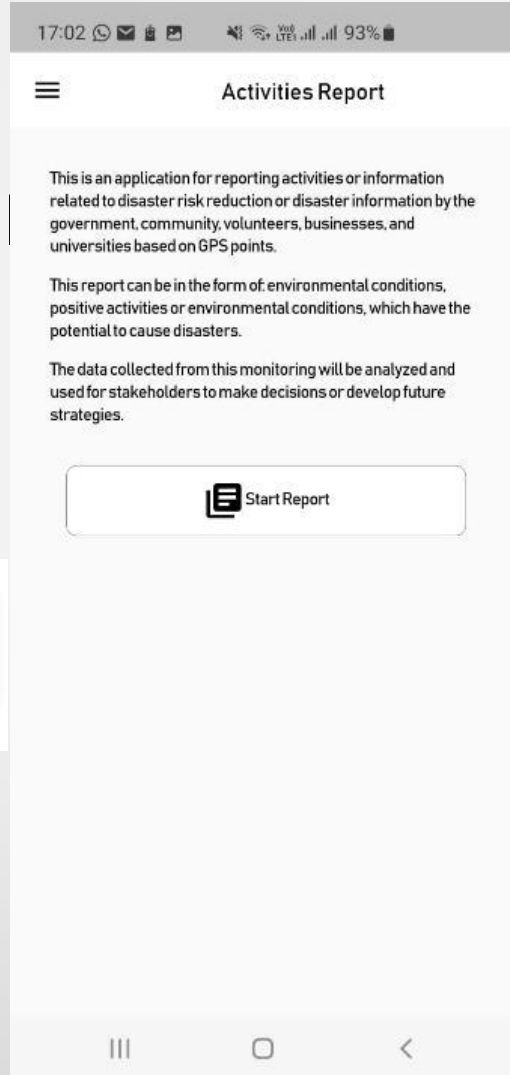 17:02 VoD LTE1 93%
Activities Report
This is an application for reporting activities or information
related to disaster risk reduction or disaster information by the
government, community, volunteers, businesses, and
universities based on GPS points.
This report can be in the form of: environmental conditions,
positive activities or environmental conditions, which have the
potential to cause disasters.
The data collected from this monitoring will be analyzed and
used for stakeholders to make decisions or develop future
strategies.
Start Report